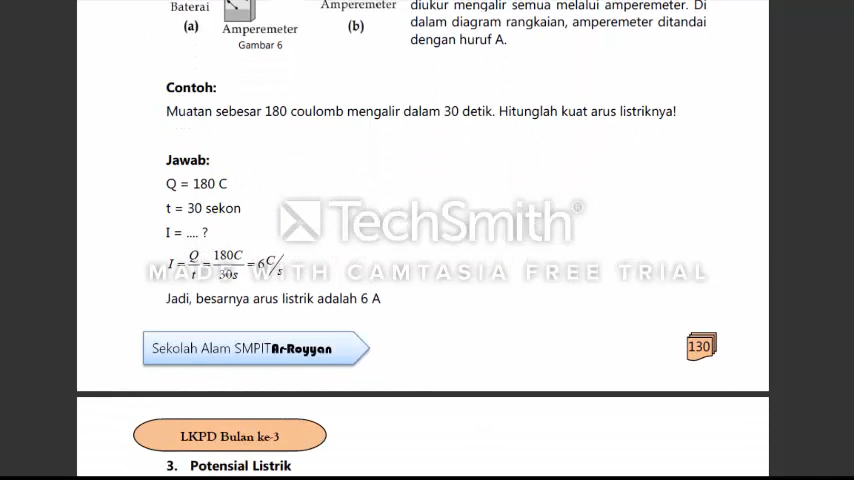 Baterai
Amperemeter
diukur mengalir semua melalui amperemeter. Di
(a)
Amperemeter
(b)
dalam diagram rangkaian, amperemeter ditandai
Gambar 6
dengan huruf A.
Contoh:
Muatan sebesar 180 coulomb mengalir dalam 30 detik. Hitunglah kuat arus listriknya!
Jawab:
Q = 180 C
t = 30 sekon
TechSmith®
I = .... ?
I = Q/t = 180C/30s = 6 C/s
MADE WITH CAMTASIA FREE TRIAL
Jadi, besarnya arus listrik adalah 6 A
Sekolah Alam SMPIT Ar-Royyan
130
LKPD Bulan ke-3
3. Potensial Listrik